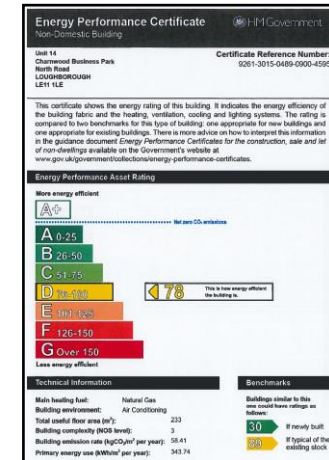 Energy Performance Certificate
HM Government
Non-Domestic Building
Unit 14
Charnwood Business Park
North Road
LOUGHBOROUGH
LE11 1LE
Certificate Reference Number:
9261-3015-0489-0900-4595
This certificate shows the energy rating of this building. It indicates the energy efficiency of
the building fabric and the heating, ventilation, cooling and lighting systems. The rating is
compared to two benchmarks for this type of building: one appropriate for new buildings and
one appropriate for existing buildings. There is more advice on how to interpret this information
in the guidance document Energy Performance Certificates for the construction, sale and let
of non-dwellings available on the Government's website at
www.gov.uk/government/collections/energy-performance-certificates.
Energy Performance Asset Rating
More energy efficient
A+
Net zero CO₂ emissions
A 0-25
B 26-50
C 51-75
D 76-100
78
This is how energy efficient
the building is.
E 101-125
F 126-150
G Over 150
Less energy efficient
Technical Information
Main heating fuel: Natural Gas
Building environment: Air Conditioning
Total useful floor area (m²): 233
Building complexity (NOS level): 3
Building emission rate (kgCO₂/m² per year): 58.41
Primary energy use (kWh/m² per year): 343.74
Benchmarks
Buildings similar to this
one could have ratings as
follows:
30 If newly built
89 If typical of the
existing stock